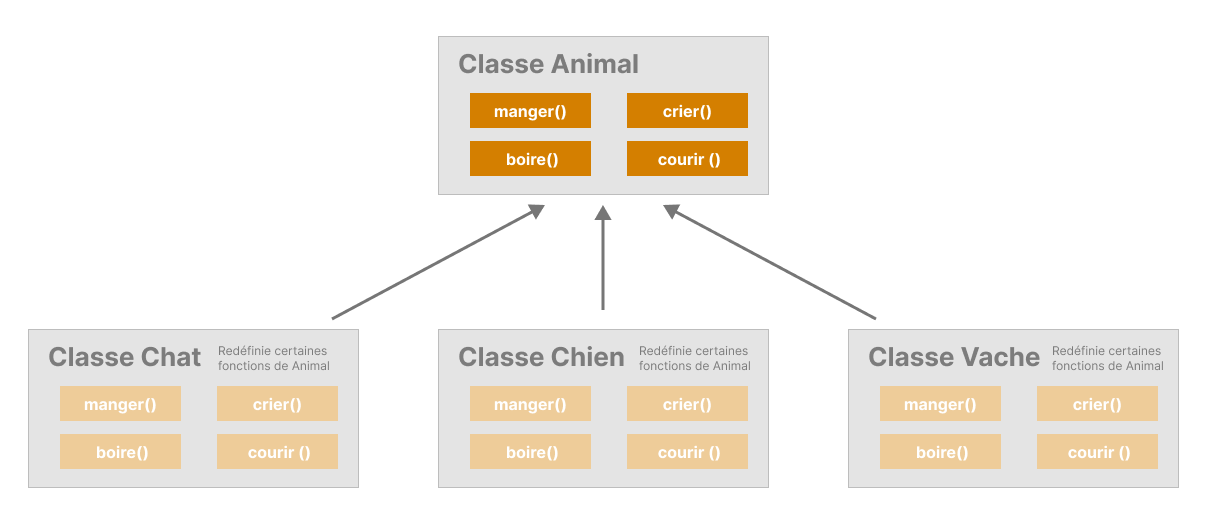 Classe Animal
manger()
crier()
boire()
courir ()
Classe Chat
Redéfinie certaines
fonctions de Animal
manger()
crier()
boire()
courir ()
Classe Chien
Redéfinie certaines
fonctions de Animal
manger()
crier()
boire()
courir ()
Classe Vache
Redéfinie certaines
fonctions de Animal
manger()
crier()
boire()
courir ()